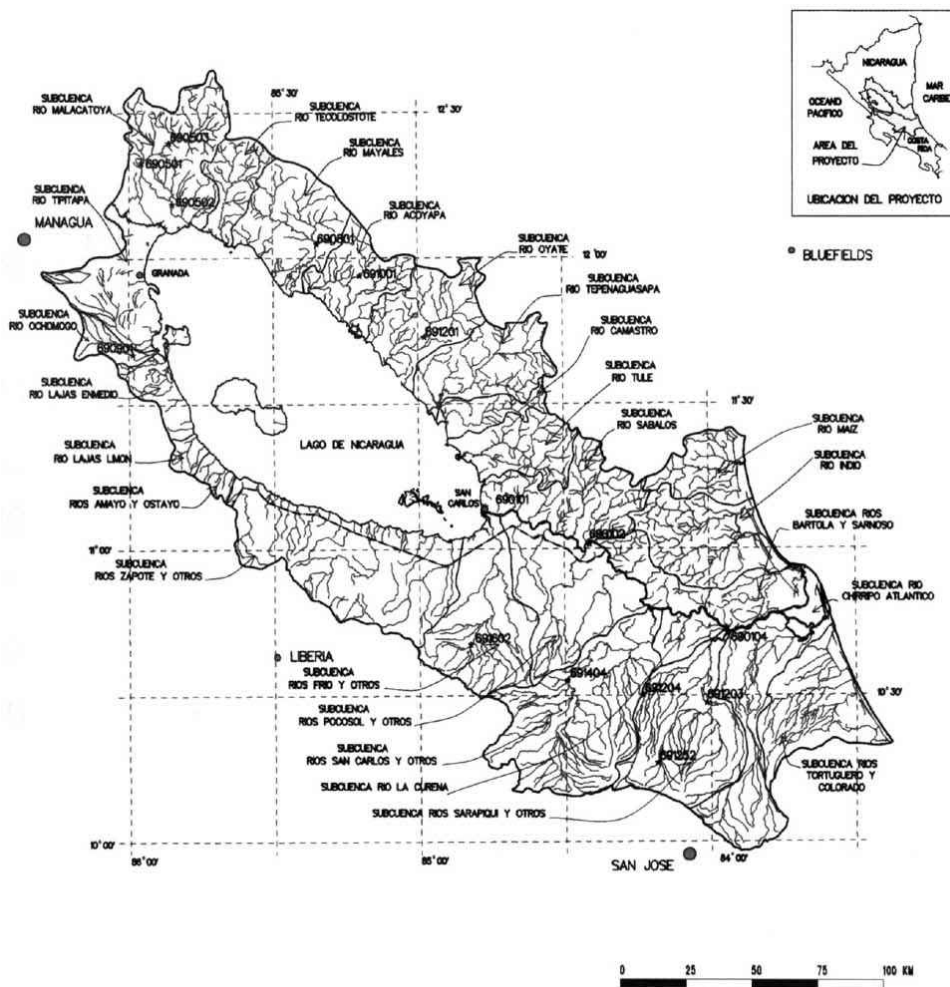 NICARAGUA
MAR
CARIBE
OCEANO
PACIFICO
COSTA
RICA
AREA DEL
PROYECTO
UBICACION DEL PROYECTO
85° 30'
12° 30'
SUBCUENCA
RIO MALACATOYA
SUBCUENCA
RIO TECOLOSTOTE
690503
SUBCUENCA
RIO MAYALES
690501
SUBCUENCA
RIO TIPITAPA
690502
SUBCUENCA
RIO ACOYAPA
MANAGUA
690601
SUBCUENCA
RIO OYATE
12° 00'
BLUEFIELDS
GRANADA
691001
SUBCUENCA
RIO TEPENAGUASAPA
SUBCUENCA
RIO OCHOMOGO
691201
SUBCUENCA
RIO CAMASTRO
690901
SUBCUENCA
RIO TULE
SUBCUENCA
RIO LAJAS ENMEDIO
11° 30'
SUBCUENCA
RIO SABALOS
SUBCUENCA
RIO MAIZ
LAGO DE NICARAGUA
SUBCUENCA
RIO LAJAS LIMON
SUBCUENCA
RIO INDIO
SUBCUENCA
RIOS AMAYO Y OSTAYO
SAN
CARLOS
690101
SUBCUENCA RIOS
BARTOLA Y SARNOSO
690102
11° 00'
SUBCUENCA
RIOS ZAPOTE Y OTROS
SUBCUENCA RIO
CHIRRIPO ATLANTICO
691602
690104
LIBERIA
SUBCUENCA
RIOS FRIO Y OTROS
691404
691204
691203
10° 30'
SUBCUENCA
RIOS POCOSOL Y OTROS
SUBCUENCA
RIOS SAN CARLOS Y OTROS
691252
SUBCUENCA RIOS
TORTUGUERO Y
COLORADO
SUBCUENCA RIO LA CURENA
SUBCUENCA RIOS SARAPIQUI Y OTROS
10° 00'
86° 00'
85° 00'
84° 00'
SAN JOSE
0 25 50 75 100 KM